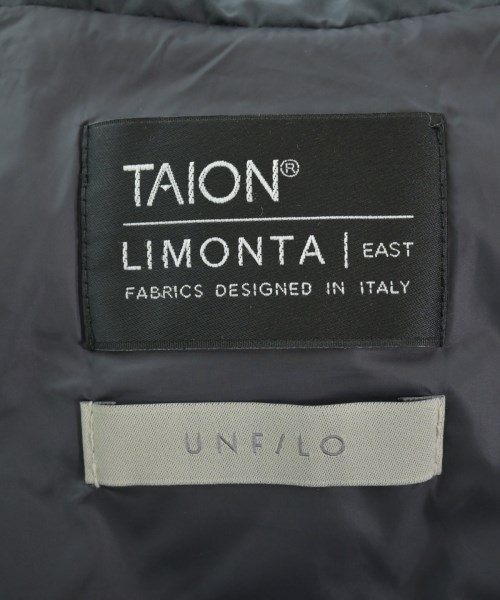 TAION®
LIMONTA | EAST
FABRICS DESIGNED IN ITALY
UNF/LO